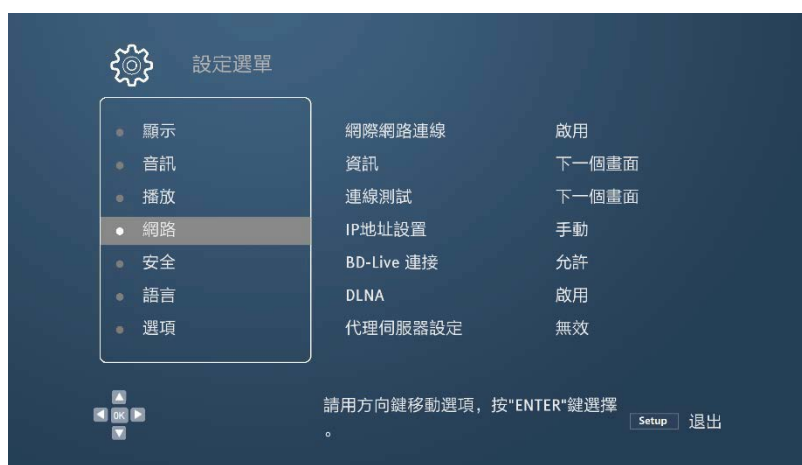 設定選單
顯示
音訊
播放
網路
安全
語言
選項
網際網路連線 啟用
資訊 下一個畫面
連線測試 下一個畫面
IP地址設置 手動
BD-Live 連接 允許
DLNA 啟用
代理伺服器設定 無效
OK
請用方向鍵移動選項，按"ENTER"鍵選擇
。
Setup 退出